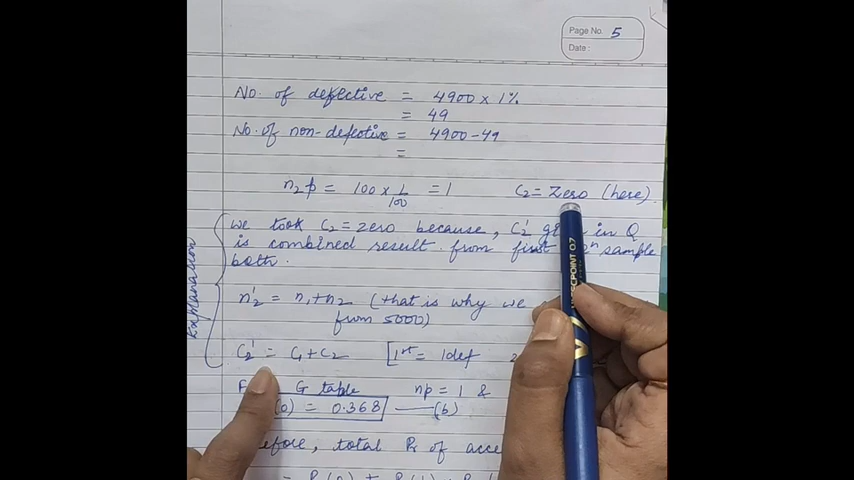 Page No. 5
Date:
No. of defective = 4900 x 1%
= 49
No. of non-defective = 4900-49
=
n2p = 100 x 1/100 = 1 C2 = Zero (here)
we took C2 = zero because, C2' in Q
is combined result from first sample
both.
Explanation
n2' = n1+n2 (that is why we
from 5000)
C2' = C1+C2 [1st = 1def
G table np = 1 &
(0) = 0.368 (b)
total Pr of